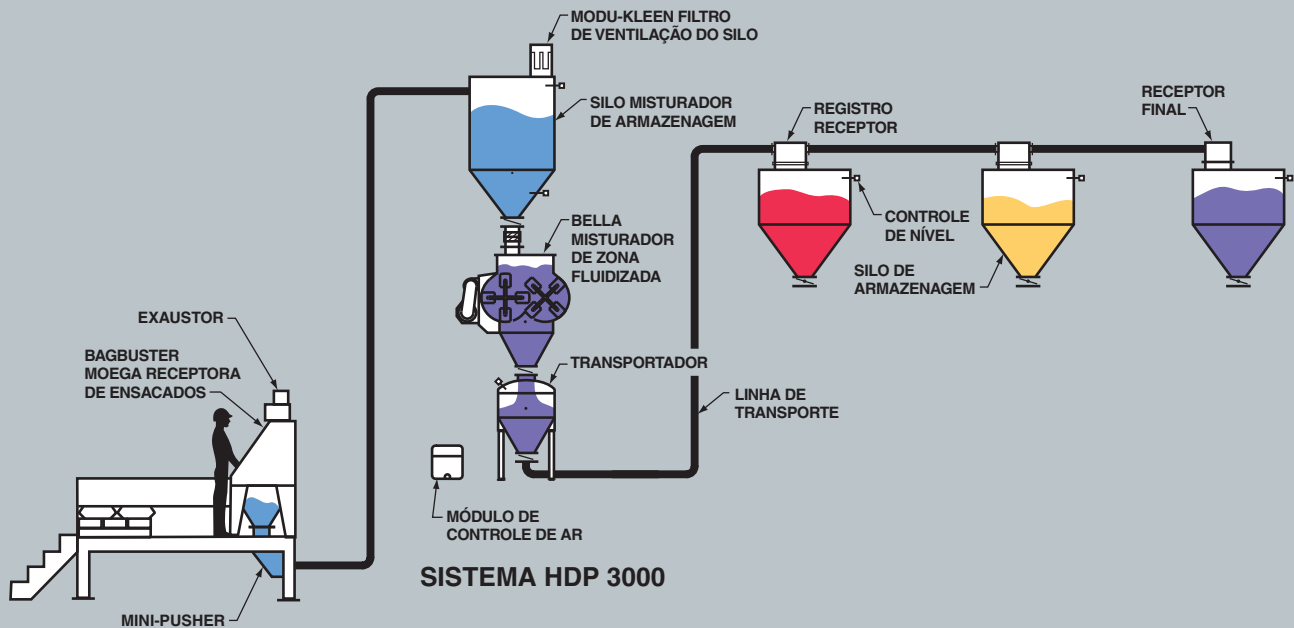 MODU-KLEEN FILTRO
DE VENTILAÇÃO DO SILO
SILO MISTURADOR
DE ARMAZENAGEM
REGISTRO
RECEPTOR
RECEPTOR
FINAL
CONTROLE
DE NÍVEL
SILO DE
ARMAZENAGEM
BELLA
MISTURADOR
DE ZONA
FLUIDIZADA
EXAUSTOR
BAGBUSTER
MOEGA RECEPTORA
DE ENSACADOS
TRANSPORTADOR
LINHA DE
TRANSPORTE
MÓDULO DE
CONTROLE DE AR
SISTEMA HDP 3000
MINI-PUSHER